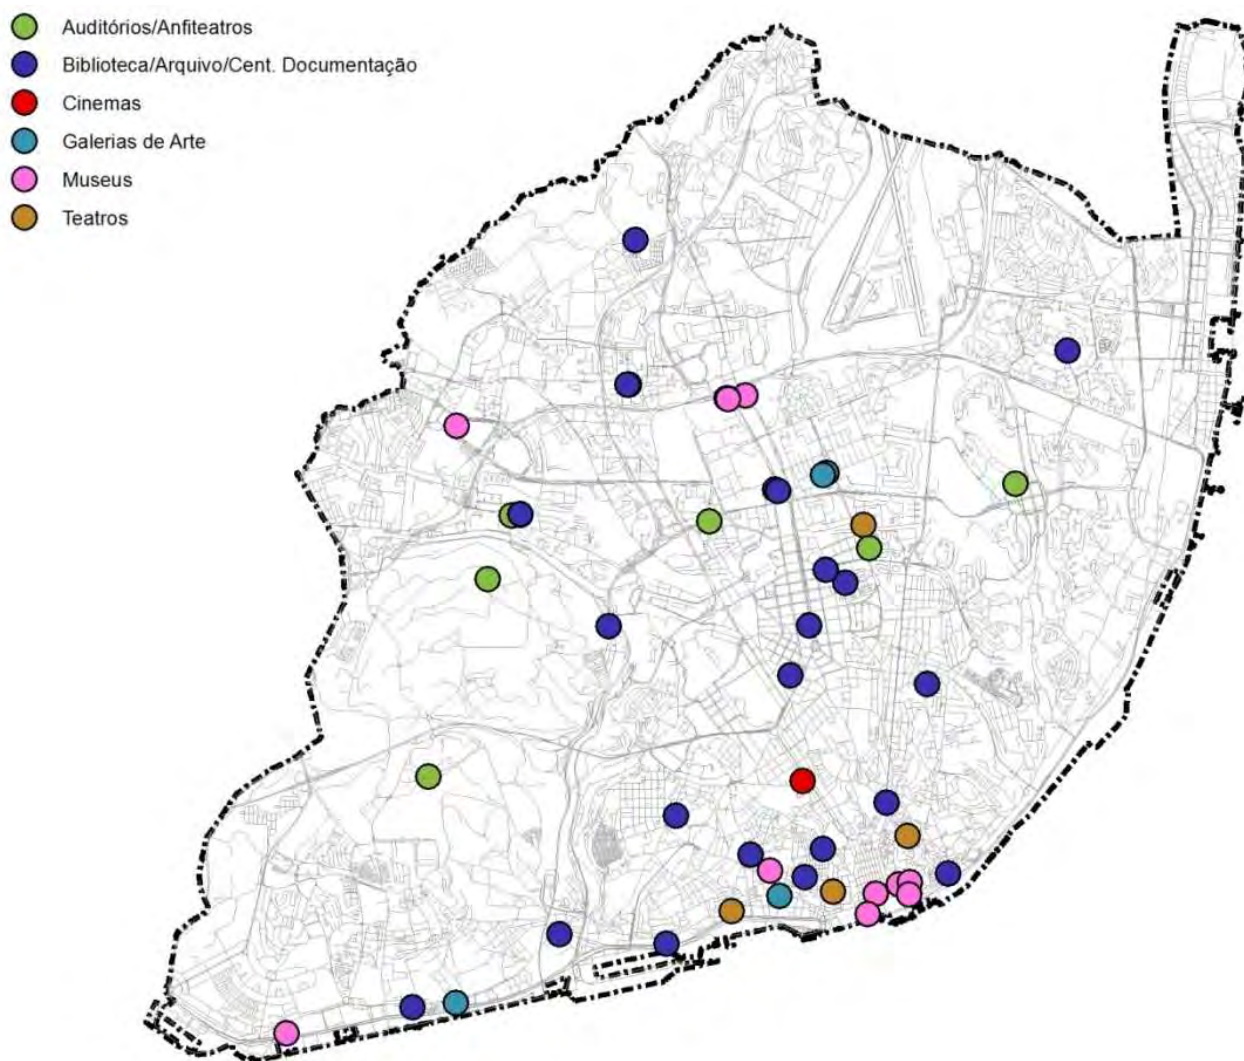 Auditórios/Anfiteatros
Biblioteca/Arquivo/Cent. Documentação
Cinemas
Galerias de Arte
Museus
Teatros